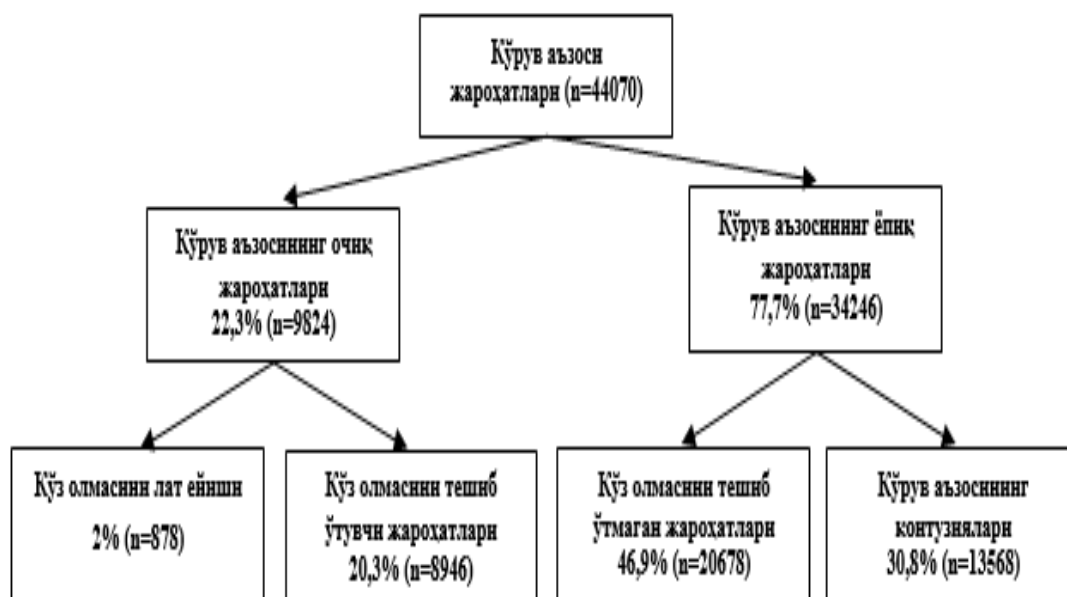 Кўрув аъзоси
жароҳатлари (n=44070)
Кўрув аъзосининг очиқ
жароҳатлари
22,3% (n=9824)
Кўрув аъзосининг ёпиқ
жароҳатлари
77,7% (n=34246)
Кўз олмасини лат ейиши
2% (n=878)
Кўз олмасини тешиб
ўтувчи жароҳатлари
20,3% (n=8946)
Кўз олмасини тешиб
ўтмаган жароҳатлари
46,9% (n=20678)
Кўрув аъзосининг
контузиялари
30,8% (n=13568)